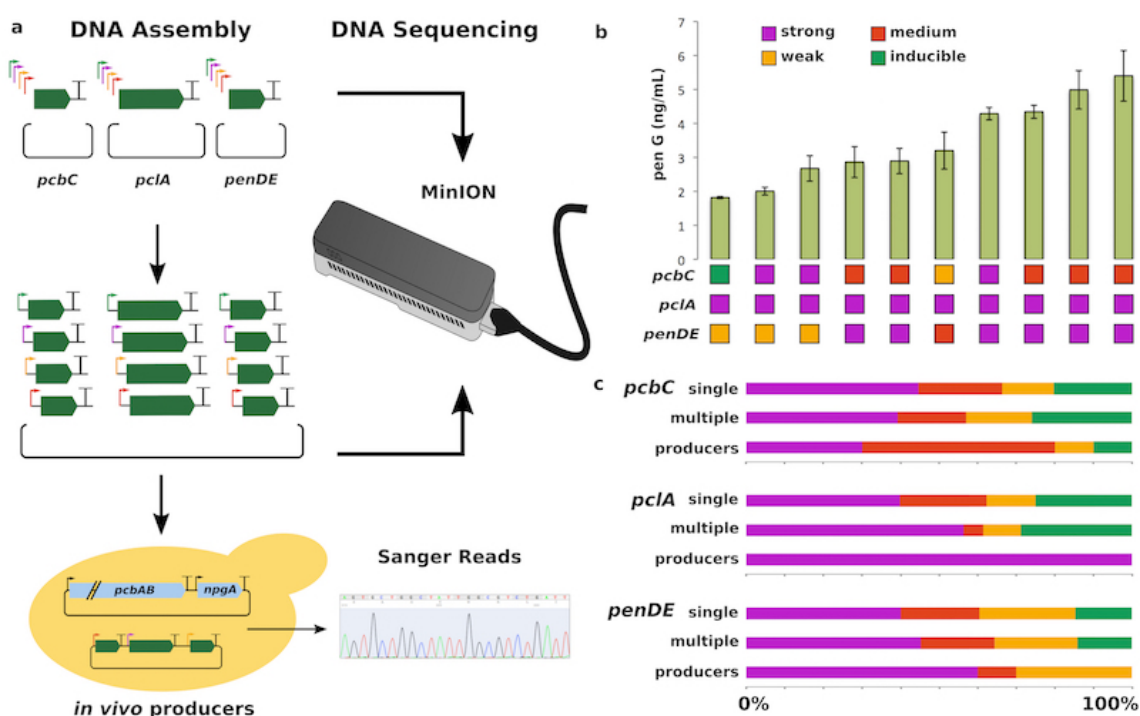 a
DNA Assembly
DNA Sequencing
pcbC
pclA
penDE
MinION
pcbAB
npgA
in vivo producers
Sanger Reads
b
strong
medium
weak
inducible
pen G (ng/mL)
7
6
5
4
3
2
1
0
pcbC
pclA
penDE
c
pcbC single
multiple
producers
pclA single
multiple
producers
penDE single
multiple
producers
0%
100%